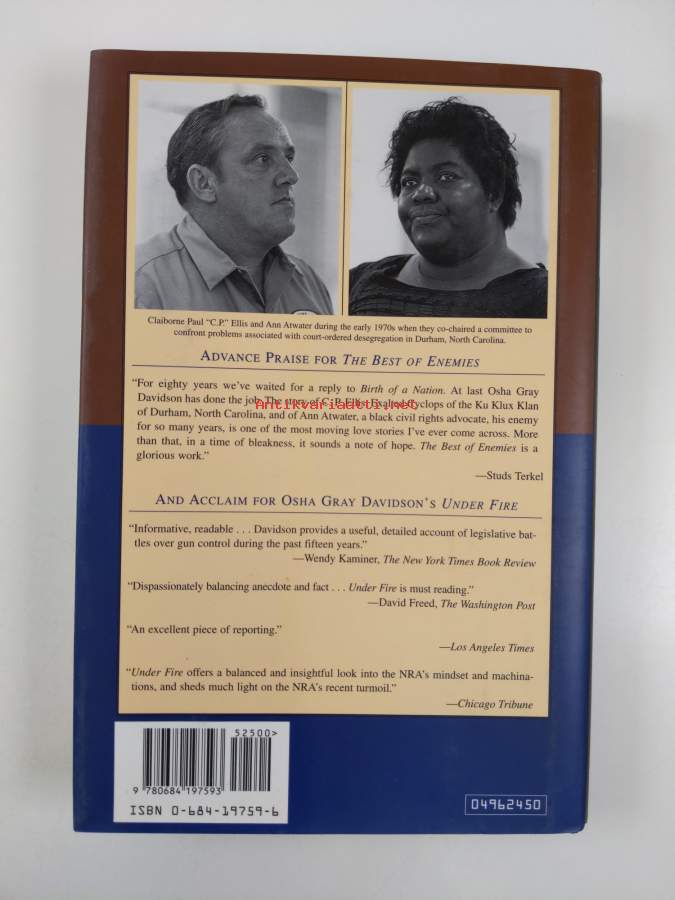 Claiborne Paul “C.P.” Ellis and Ann Atwater during the early 1970s when they co-chaired a committee to
confront problems associated with court-ordered desegregation in Durham, North Carolina.
ADVANCE PRAISE FOR THE BEST OF ENEMIES
“For eighty years we’ve waited for a reply to Birth of a Nation. At last Osha Gray
Davidson has done the job. The story of C.P. Ellis, Exalted Cyclops of the Ku Klux Klan
Antikvariaatti.net
of Durham, North Carolina, and of Ann Atwater, a black civil rights advocate, his enemy
for so many years, is one of the most moving love stories I’ve ever come across. More
than that, in a time of bleakness, it sounds a note of hope. The Best of Enemies is a
glorious work.”
—Studs Terkel
AND ACCLAIM FOR OSHA GRAY DAVIDSON’S UNDER FIRE
“Informative, readable . . . Davidson provides a useful, detailed account of legislative bat-
tles over gun control during the past fifteen years.”
—Wendy Kaminer, The New York Times Book Review
“Dispassionately balancing anecdote and fact . . . Under Fire is must reading.”
—David Freed, The Washington Post
“An excellent piece of reporting.”
—Los Angeles Times
“Under Fire offers a balanced and insightful look into the NRA’s mindset and machina-
tions, and sheds much light on the NRA’s recent turmoil.”
—Chicago Tribune
52500>
9 780684 197593
ISBN 0-684-19759-6
04962450